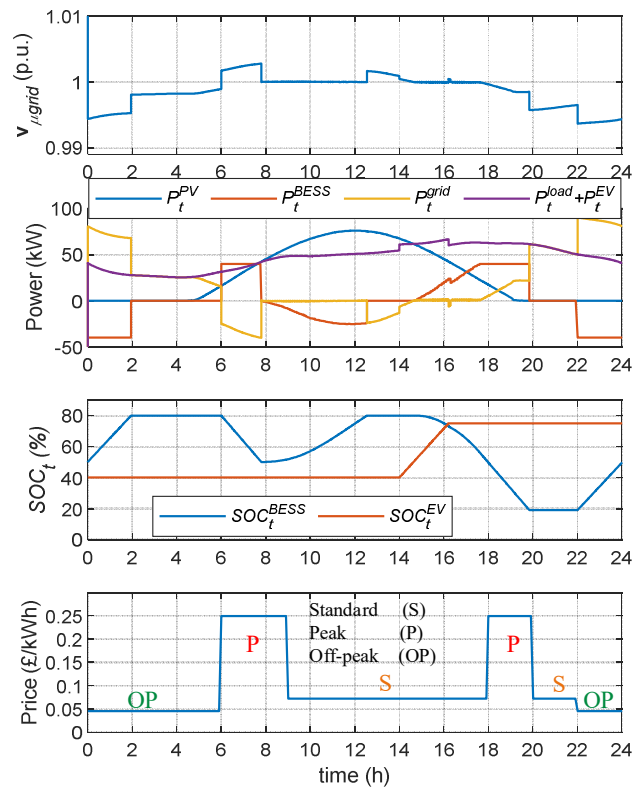 1.01
1
0.99
v_μgrid (p.u.)
0 2 4 6 8 10 12 14 16 18 20 22 24
P_t^PV P_t^BESS P_t^grid P_t^load+P_t^EV
100
50
0
-50
Power (kW)
0 2 4 6 8 10 12 14 16 18 20 22 24
80
60
40
20
0
SOC_t (%)
SOC_t^BESS SOC_t^EV
0 2 4 6 8 10 12 14 16 18 20 22 24
0.25
0.2
0.15
0.1
0.05
0
Price (£/kWh)
Standard (S)
Peak (P)
Off-peak (OP)
OP P S P S OP
0 2 4 6 8 10 12 14 16 18 20 22 24
time (h)